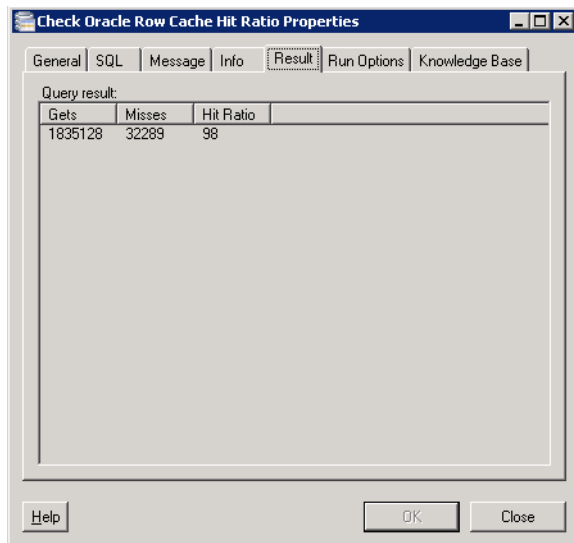 Check Oracle Row Cache Hit Ratio Properties
General SQL Message Info Result Run Options Knowledge Base
Query result:
Gets Misses Hit Ratio
1835128 32289 98
Help OK Close